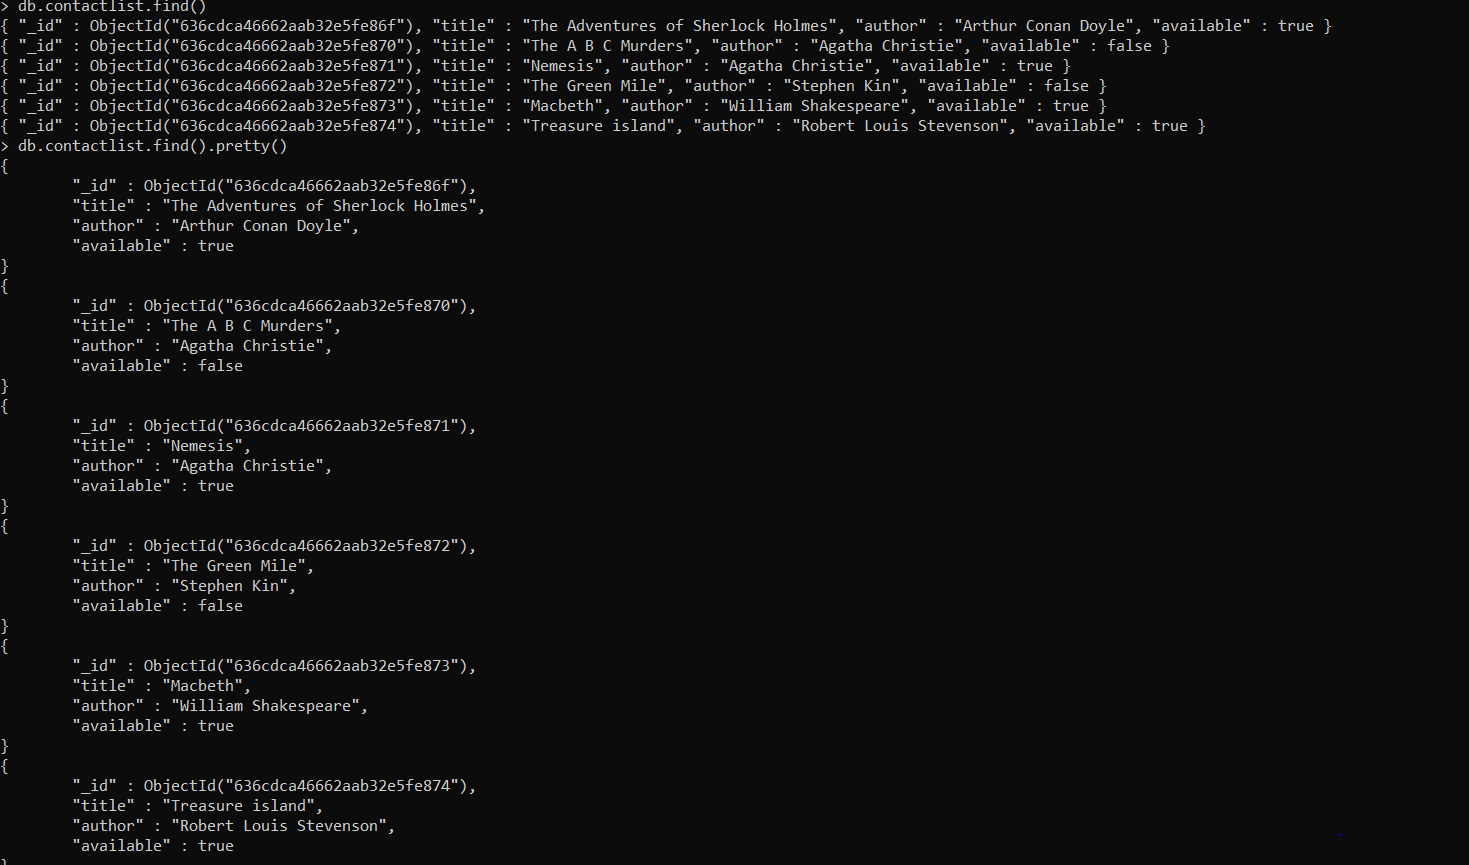 > db.contactlist.find()
{ "_id" : ObjectId("636cdca46662aab32e5fe86f"), "title" : "The Adventures of Sherlock Holmes", "author" : "Arthur Conan Doyle", "available" : true }
{ "_id" : ObjectId("636cdca46662aab32e5fe870"), "title" : "The A B C Murders", "author" : "Agatha Christie", "available" : false }
{ "_id" : ObjectId("636cdca46662aab32e5fe871"), "title" : "Nemesis", "author" : "Agatha Christie", "available" : true }
{ "_id" : ObjectId("636cdca46662aab32e5fe872"), "title" : "The Green Mile", "author" : "Stephen Kin", "available" : false }
{ "_id" : ObjectId("636cdca46662aab32e5fe873"), "title" : "Macbeth", "author" : "William Shakespeare", "available" : true }
{ "_id" : ObjectId("636cdca46662aab32e5fe874"), "title" : "Treasure island", "author" : "Robert Louis Stevenson", "available" : true }
> db.contactlist.find().pretty()
{
        "_id" : ObjectId("636cdca46662aab32e5fe86f"),
        "title" : "The Adventures of Sherlock Holmes",
        "author" : "Arthur Conan Doyle",
        "available" : true
}
{
        "_id" : ObjectId("636cdca46662aab32e5fe870"),
        "title" : "The A B C Murders",
        "author" : "Agatha Christie",
        "available" : false
}
{
        "_id" : ObjectId("636cdca46662aab32e5fe871"),
        "title" : "Nemesis",
        "author" : "Agatha Christie",
        "available" : true
}
{
        "_id" : ObjectId("636cdca46662aab32e5fe872"),
        "title" : "The Green Mile",
        "author" : "Stephen Kin",
        "available" : false
}
{
        "_id" : ObjectId("636cdca46662aab32e5fe873"),
        "title" : "Macbeth",
        "author" : "William Shakespeare",
        "available" : true
}
{
        "_id" : ObjectId("636cdca46662aab32e5fe874"),
        "title" : "Treasure island",
        "author" : "Robert Louis Stevenson",
        "available" : true
}